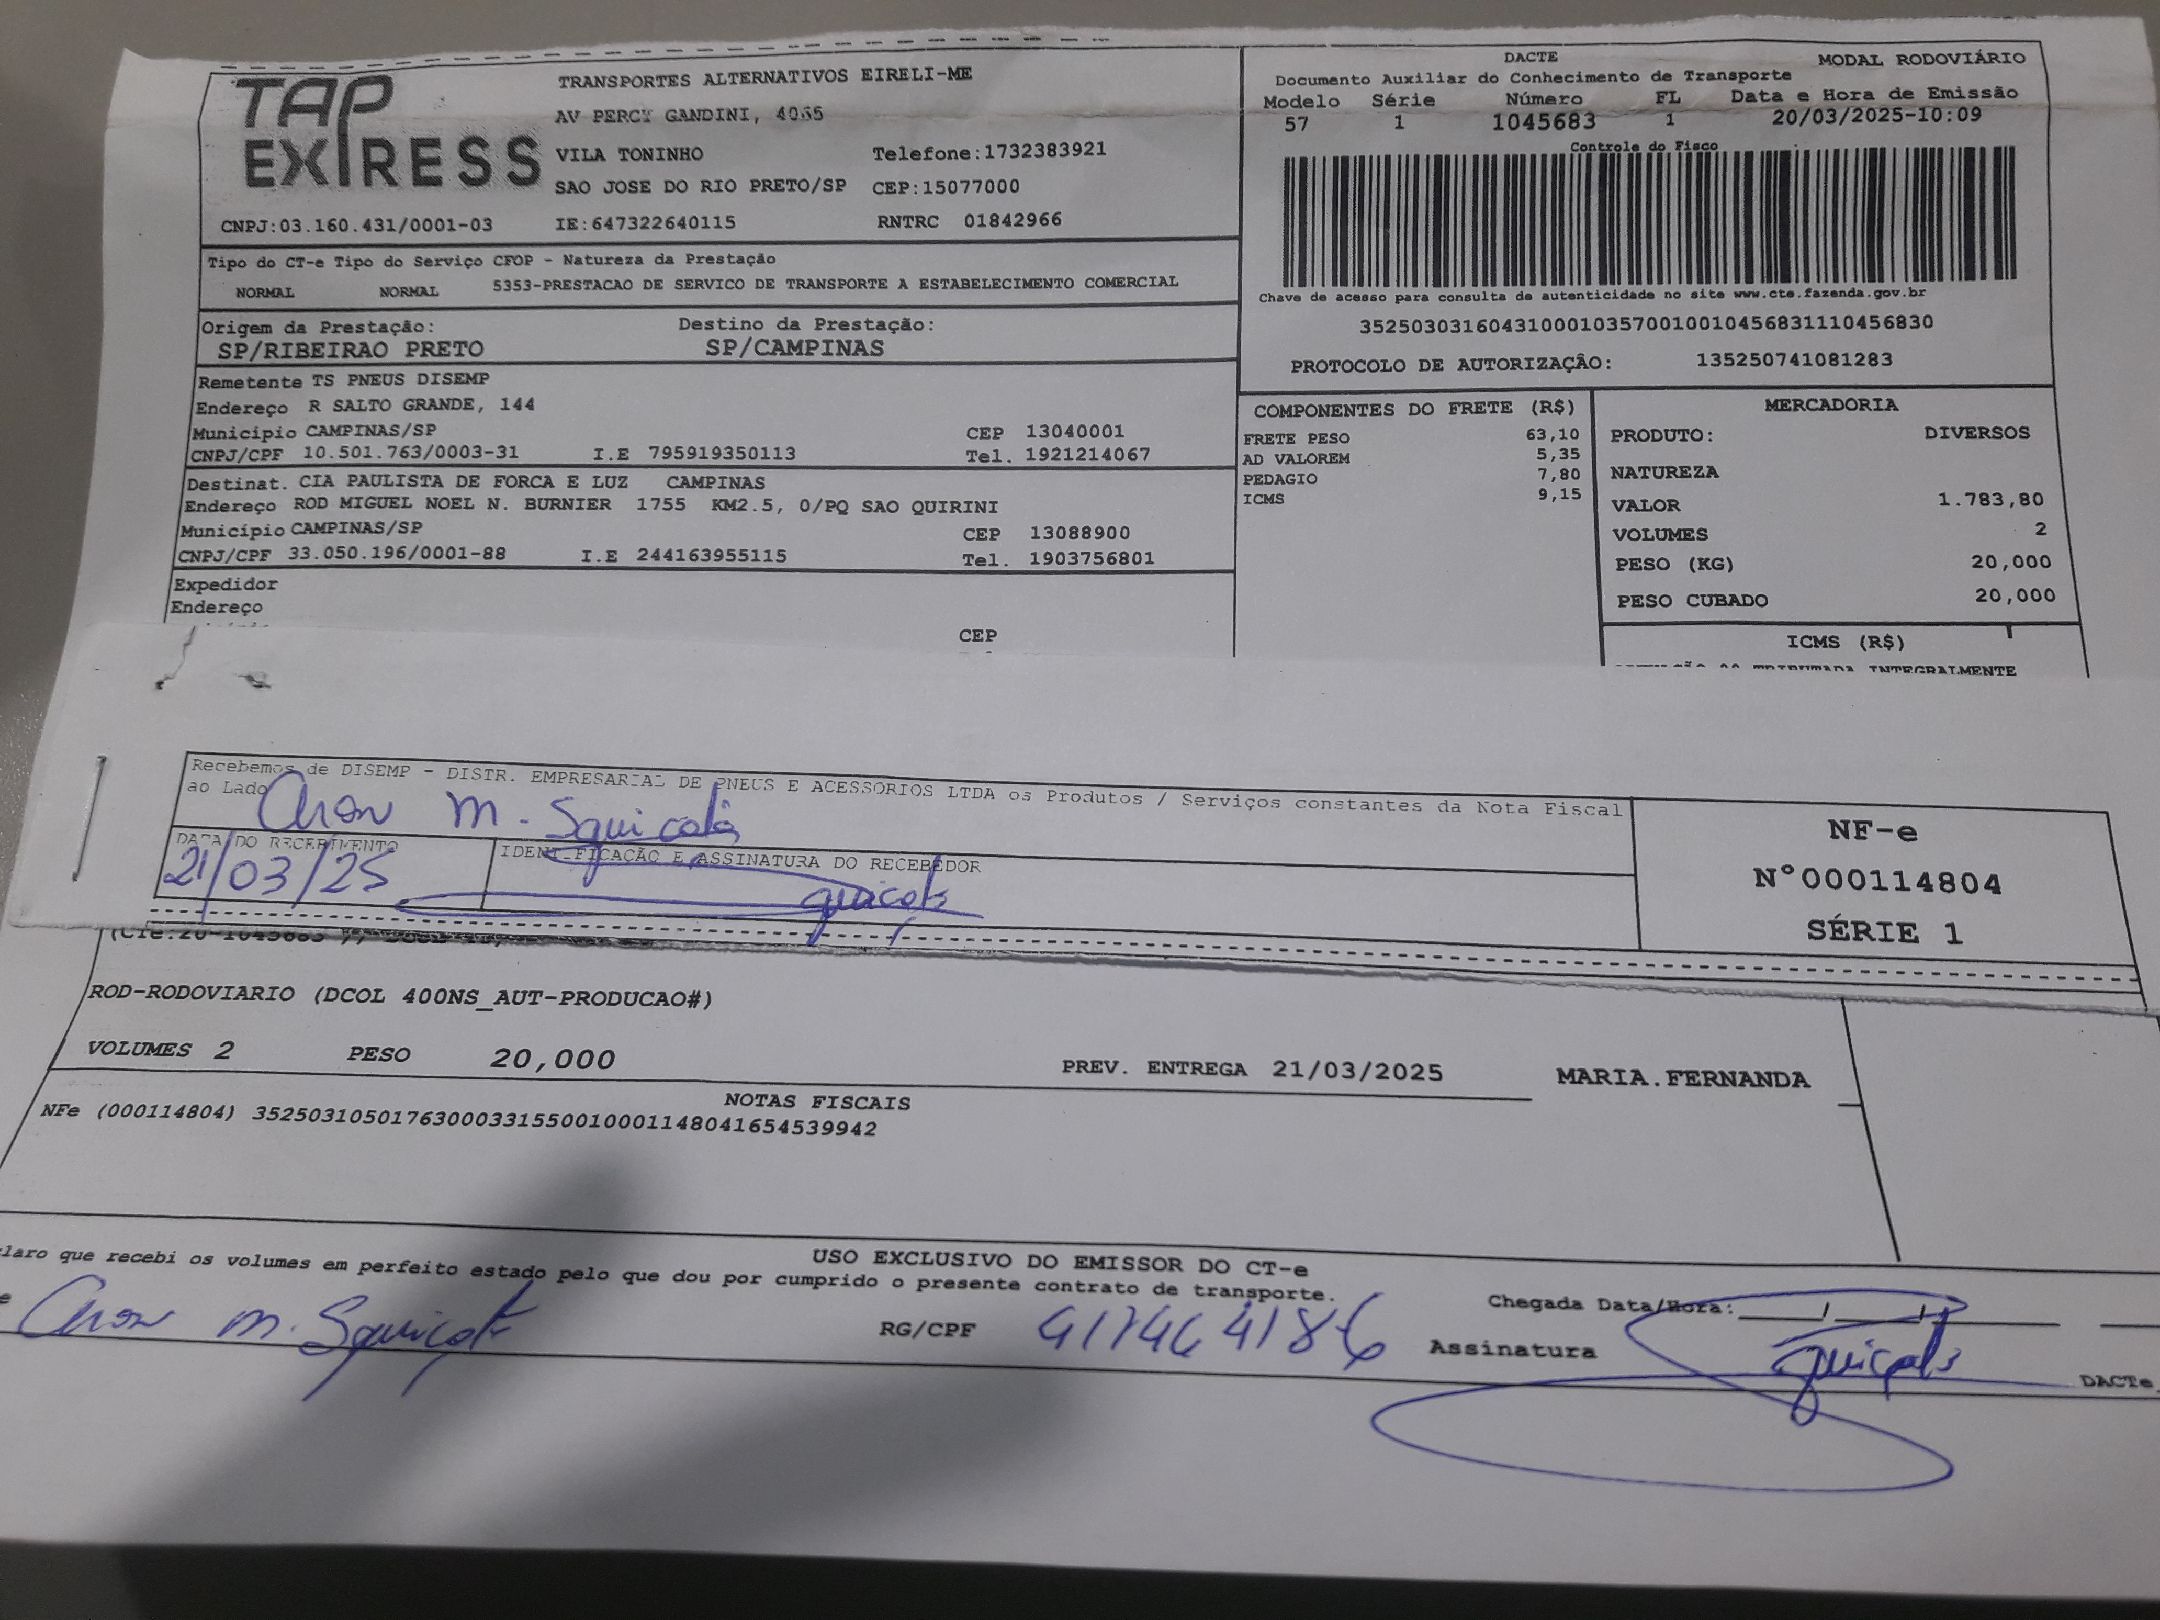 TAP EXPRESS
TRANSPORTES ALTERNATIVOS EIRELI-ME
AV PERCY GANDINI, 4065
VILA TONINHO Telefone:1732383921
SAO JOSE DO RIO PRETO/SP CEP:15077000
CNPJ:03.160.431/0001-03 IE:647322640115 RNTRC 01842966
DACTE MODAL RODOVIÁRIO
Documento Auxiliar do Conhecimento de Transporte
Modelo Série Número FL Data e Hora de Emissão
57 1 1045683 1 20/03/2025-10:09
Controle do Fisco
Chave de acesso para consulta de autenticidade no site www.cte.fazenda.gov.br
35250303160431000103570010010456831110456830
PROTOCOLO DE AUTORIZAÇÂO: 135250741081283
Tipo do CT-e Tipo do Serviço CFOP - Natureza da Prestação
NORMAL NORMAL 5353-PRESTACAO DE SERVICO DE TRANSPORTE A ESTABELECIMENTO COMERCIAL
Origem da Prestação: Destino da Prestação:
SP/RIBEIRAO PRETO SP/CAMPINAS
Remetente TS PNEUS DISEMP
Endereço R SALTO GRANDE, 144
Município CAMPINAS/SP CEP 13040001
CNPJ/CPF 10.501.763/0003-31 I.E 795919350113 Tel. 1921214067
Destinat. CIA PAULISTA DE FORCA E LUZ CAMPINAS
Endereço ROD MIGUEL NOEL N. BURNIER 1755 KM2.5, 0/PQ SAO QUIRINI
Município CAMPINAS/SP CEP 13088900
CNPJ/CPF 33.050.196/0001-88 I.E 244163955115 Tel. 1903756801
Expedidor
Endereço
CEP
COMPONENTES DO FRETE (R$)
FRETE PESO 63,10
AD VALOREM 5,35
PEDAGIO 7,80
ICMS 9,15
MERCADORIA
PRODUTO: DIVERSOS
NATUREZA
VALOR 1.783,80
VOLUMES 2
PESO (KG) 20,000
PESO CUBADO 20,000
ICMS (R$)
TRIBUTADA INTEGRALMENTE
Recebemos de DISEMP - DISTR. EMPRESARIAL DE PNEUS E ACESSORIOS LTDA os Produtos / Serviços constantes da Nota Fiscal
ao Lado
M. Squicola
DATA DO RECEBIMENTO IDENTIFICAÇÃO E ASSINATURA DO RECEBEDOR
21/03/25
NF-e
N°000114804
SÉRIE 1
ROD-RODOVIARIO (DCOL 400NS_AUT-PRODUCAO#)
VOLUMES 2 PESO 20,000 PREV. ENTREGA 21/03/2025 MARIA.FERNANDA
NOTAS FISCAIS
NFe (000114804) 35250310501763000331550010001148041654539942
USO EXCLUSIVO DO EMISSOR DO CT-e
claro que recebi os volumes em perfeito estado pelo que dou por cumprido o presente contrato de transporte.
Chegada Data/Hora:
RG/CPF Assinatura
DACTe